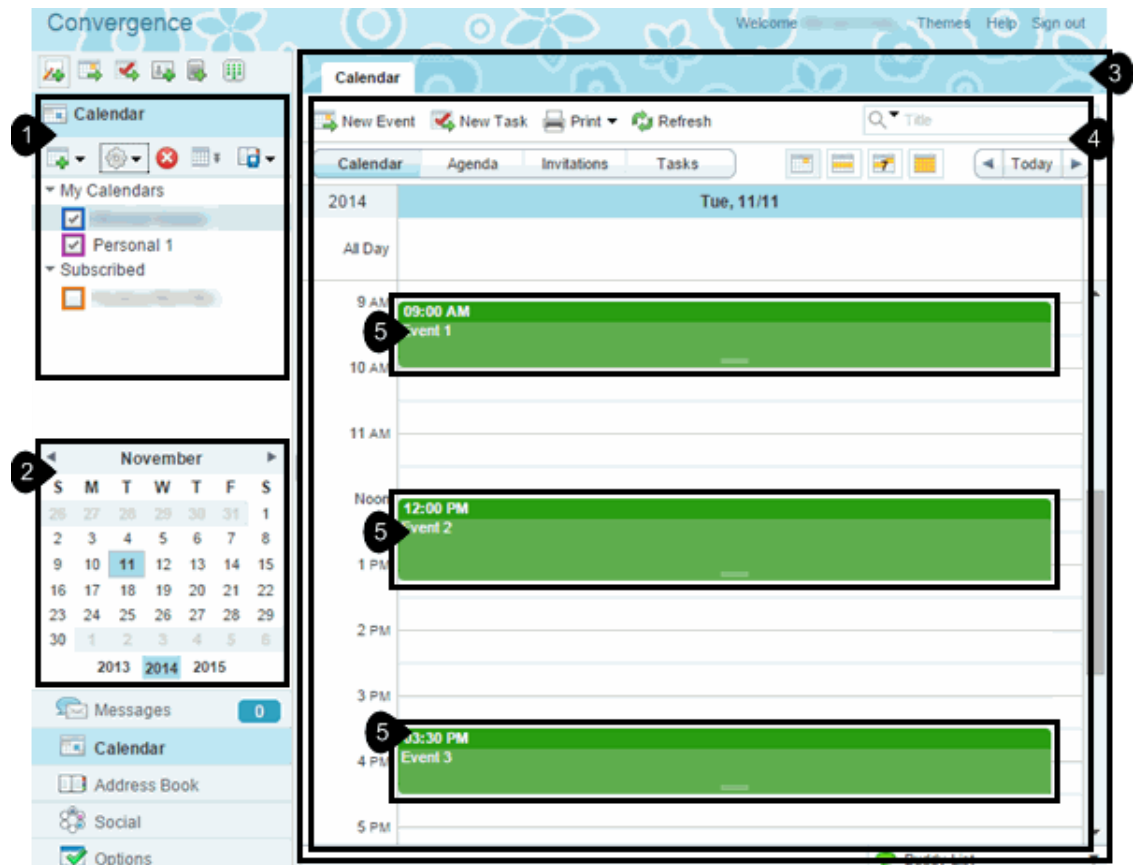 Convergence
Welcome Themes Help Sign out
Calendar
3
1
Calendar
New Event New Task Print Refresh
Title
4
Calendar Agenda Invitations Tasks
7
Today
My Calendars
Personal 1
Subscribed
2014 Tue, 11/11
All Day
9 AM
09:00 AM
5
Event 1
10 AM
11 AM
Noon
12:00 PM
5
Event 2
1 PM
2 PM
3 PM
5
03:30 PM
4 PM
Event 3
5 PM
2
November
S M T W T F S
26 27 28 29 30 31 1
2 3 4 5 6 7 8
9 10 11 12 13 14 15
16 17 18 19 20 21 22
23 24 25 26 27 28 29
30 1 2 3 4 5 6
2013 2014 2015
Messages 0
Calendar
Address Book
Social
Options
Buddy List